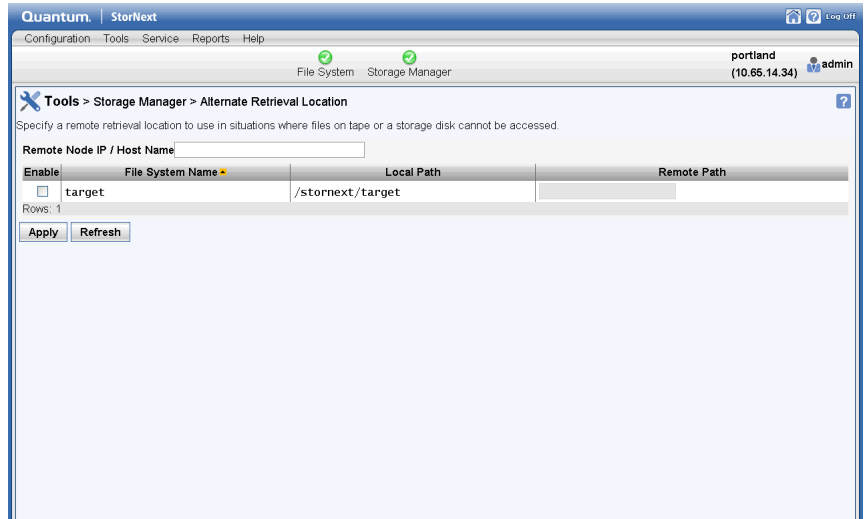 Quantum. StorNext Log Off
Configuration Tools Service Reports Help
File System Storage Manager portland (10.65.14.34) admin
Tools > Storage Manager > Alternate Retrieval Location
Specify a remote retrieval location to use in situations where files on tape or a storage disk cannot be accessed.
Remote Node IP / Host Name
Enable File System Name Local Path Remote Path
target /stornext/target
Rows: 1
Apply Refresh